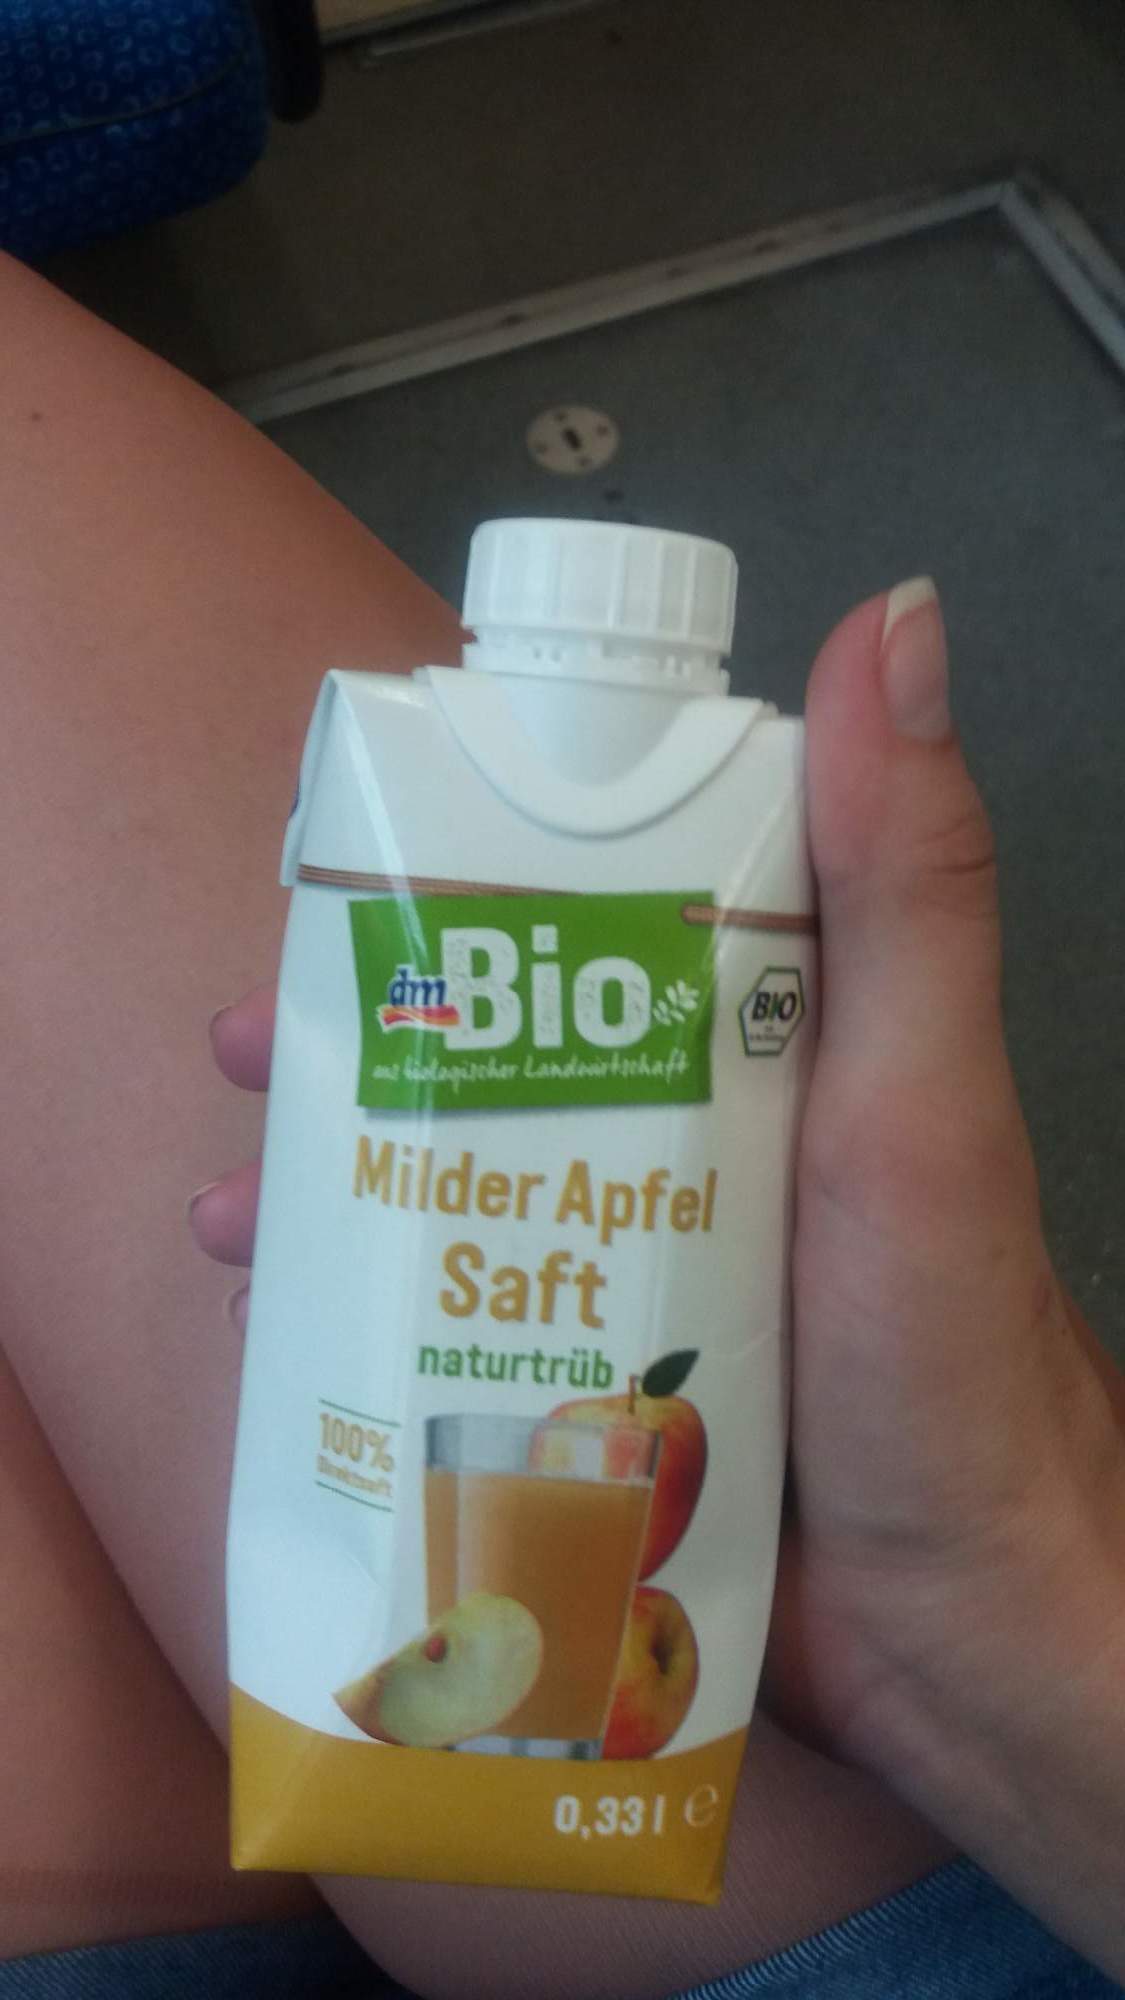 dm Bio
aus biologischer Landwirtschaft
BIO
Milder Apfel
Saft
naturtrüb
100%
Direktsaft
0,33 l e